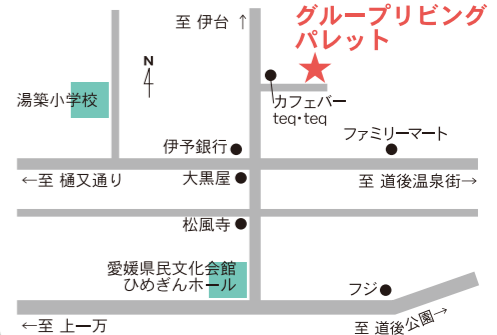 至 伊台 ↑
グループリビング
パレット
N
湯築小学校
カフェバー
teq・teq
ファミリーマート
伊予銀行
←至 樋又通り
大黒屋
至 道後温泉街→
松風寺
愛媛県民文化会館
ひめぎんホール
フジ
←至 上一万
至 道後公園→